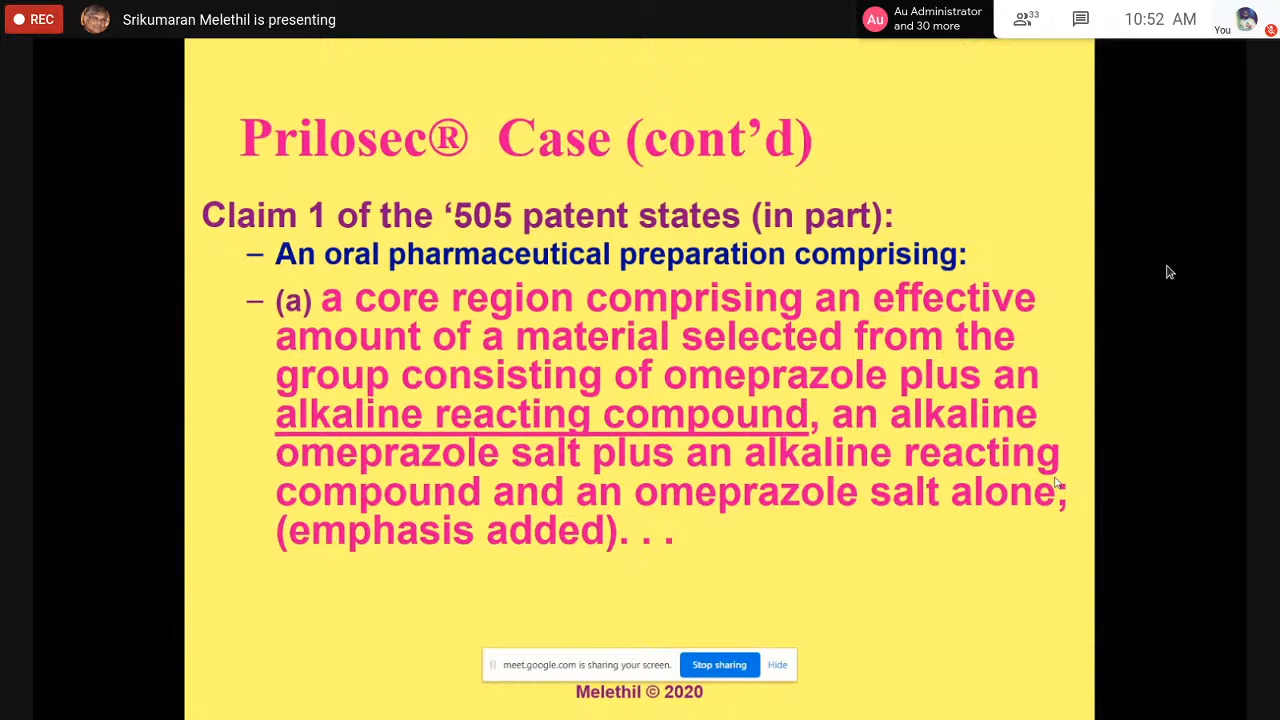 REC
Srikumaran Melethil is presenting
Au
Au Administrator
and 30 more
33
10:52 AM
You
Prilosec® Case (cont’d)
Claim 1 of the ‘505 patent states (in part):
– An oral pharmaceutical preparation comprising:
– (a) a core region comprising an effective
amount of a material selected from the
group consisting of omeprazole plus an
alkaline reacting compound, an alkaline
omeprazole salt plus an alkaline reacting
compound and an omeprazole salt alone;
(emphasis added). . .
meet.google.com is sharing your screen.
Stop sharing
Hide
Melethil © 2020